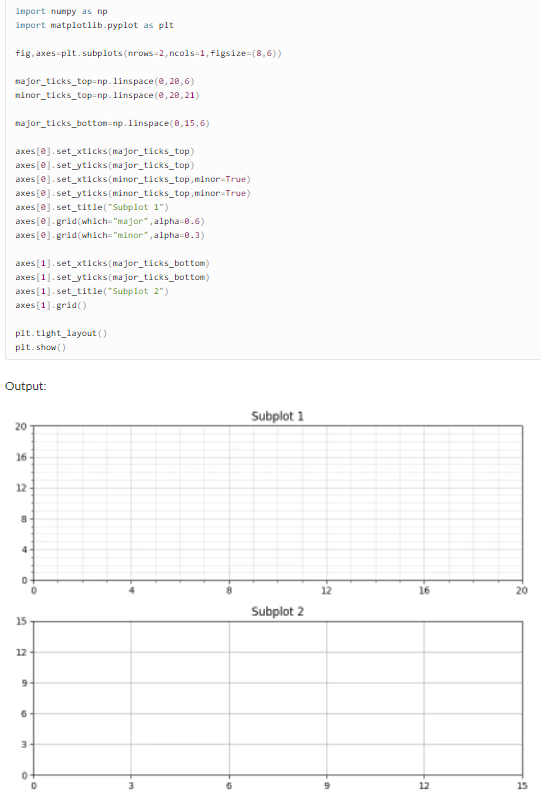 import numpy as np
import matplotlib.pyplot as plt
fig,axes=plt.subplots(nrows=2,ncols=1,figsize=(8,6))
major_ticks_top=np.linspace(0,20,6)
minor_ticks_top=np.linspace(0,20,21)
major_ticks_bottom=np.linspace(0,15,6)
axes[0].set_xticks(major_ticks_top)
axes[0].set_yticks(major_ticks_top)
axes[0].set_xticks(minor_ticks_top,minor=True)
axes[0].set_yticks(minor_ticks_top,minor=True)
axes[0].set_title("Subplot 1")
axes[0].grid(which="major",alpha=0.6)
axes[0].grid(which="minor",alpha=0.3)
axes[1].set_xticks(major_ticks_bottom)
axes[1].set_yticks(major_ticks_bottom)
axes[1].set_title("Subplot 2")
axes[1].grid()
plt.tight_layout()
plt.show()
Output:
Subplot 1
20
16
12
8
4
0
0 4 8 12 16 20
Subplot 2
15
12
9
6
3
0
0 3 6 9 12 15